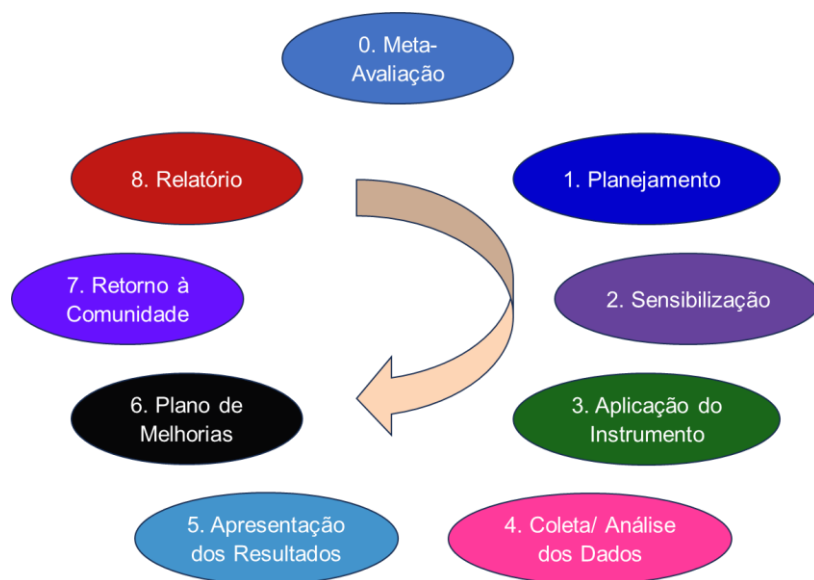 0. Meta-
Avaliação
1. Planejamento
2. Sensibilização
3. Aplicação do
Instrumento
4. Coleta/ Análise
dos Dados
5. Apresentação
dos Resultados
6. Plano de
Melhorias
7. Retorno à
Comunidade
8. Relatório